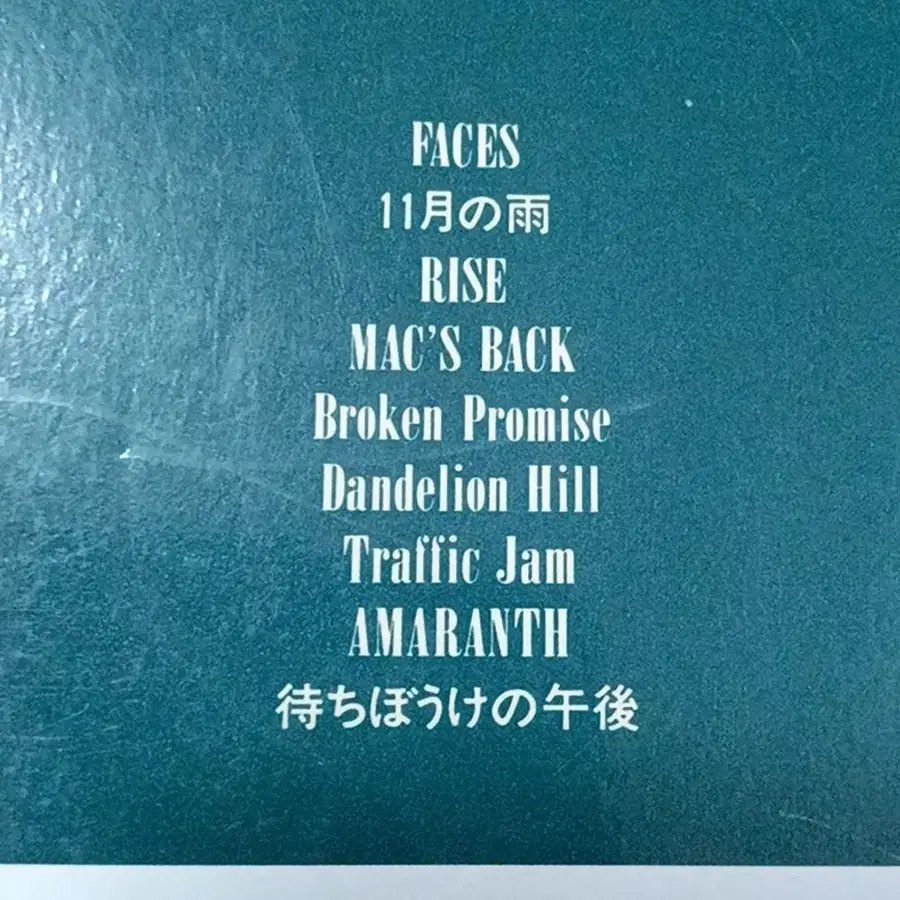 FACES
11月の雨
RISE
MAC'S BACK
Broken Promise
Dandelion Hill
Traffic Jam
AMARANTH
待ちぼうけの午後